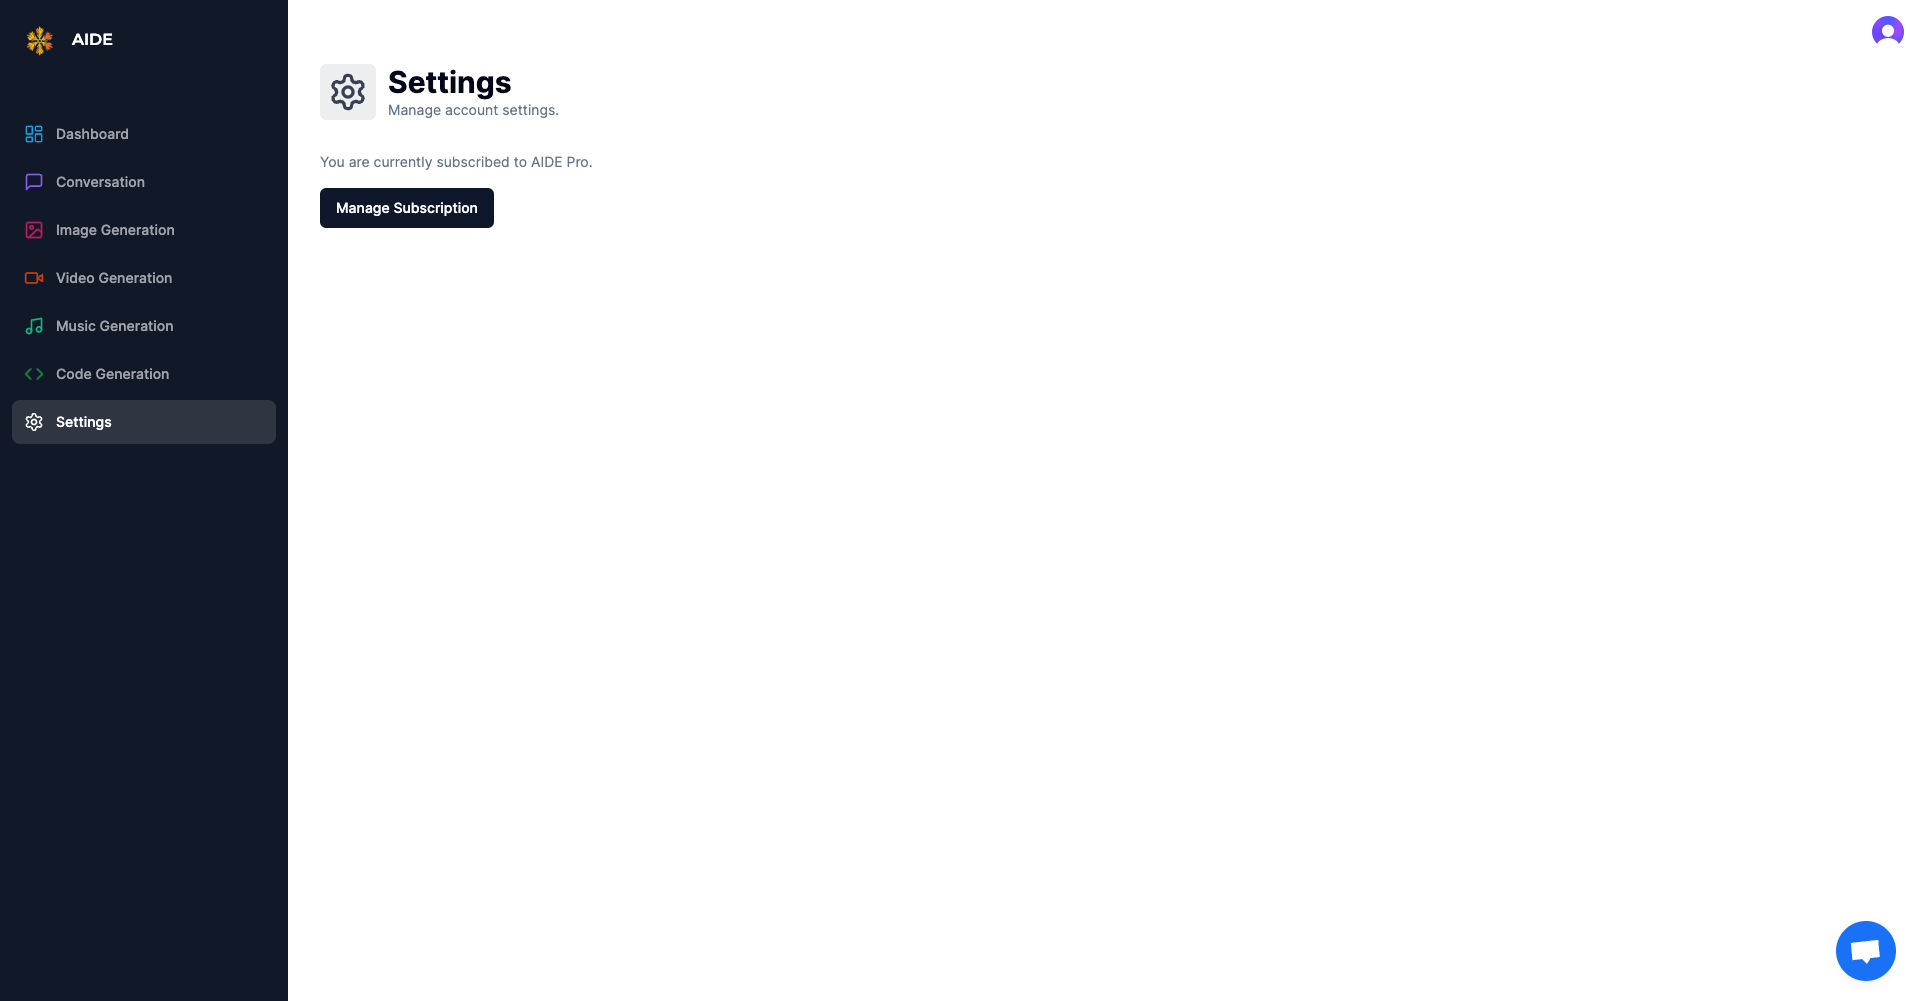 AIDE
Dashboard
Conversation
Image Generation
Video Generation
Music Generation
Code Generation
Settings
Settings
Manage account settings.
You are currently subscribed to AIDE Pro.
Manage Subscription